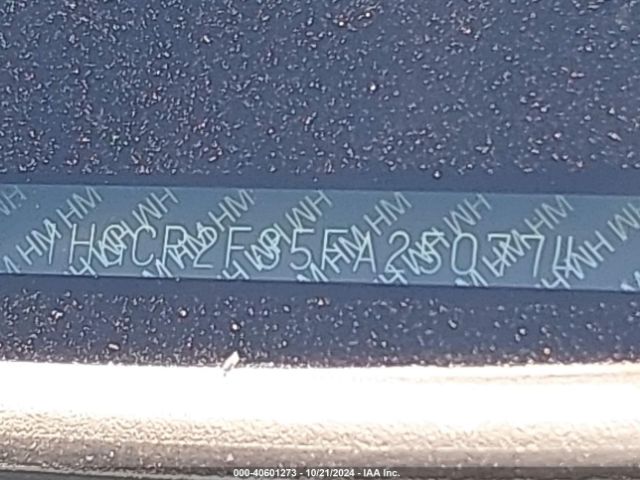 1HGCR2F35FA250774
000-40601273 - 10/21/2024 - IAA Inc.